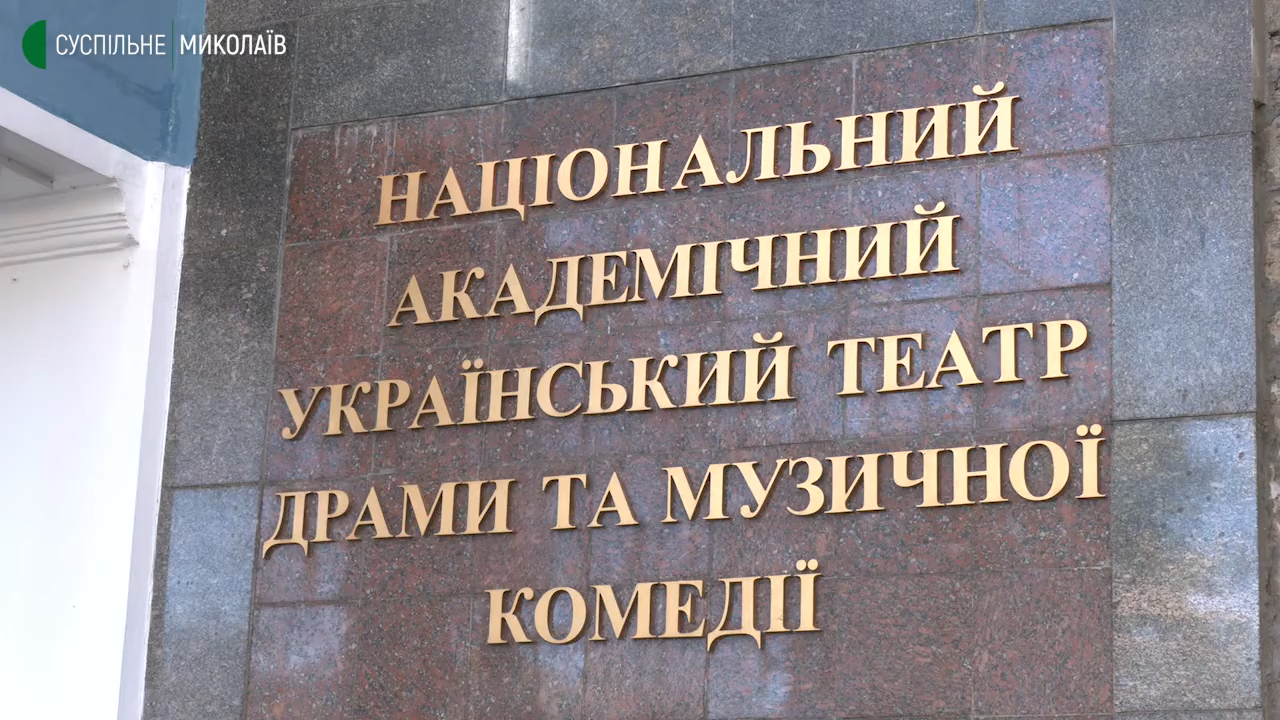 СУСПІЛЬНЕ МИКОЛАЇВ
НАЦІОНАЛЬНИЙ
АКАДЕМІЧНИЙ
УКРАЇНСЬКИЙ ТЕАТР
ДРАМИ ТА МУЗИЧНОЇ
КОМЕДІЇ